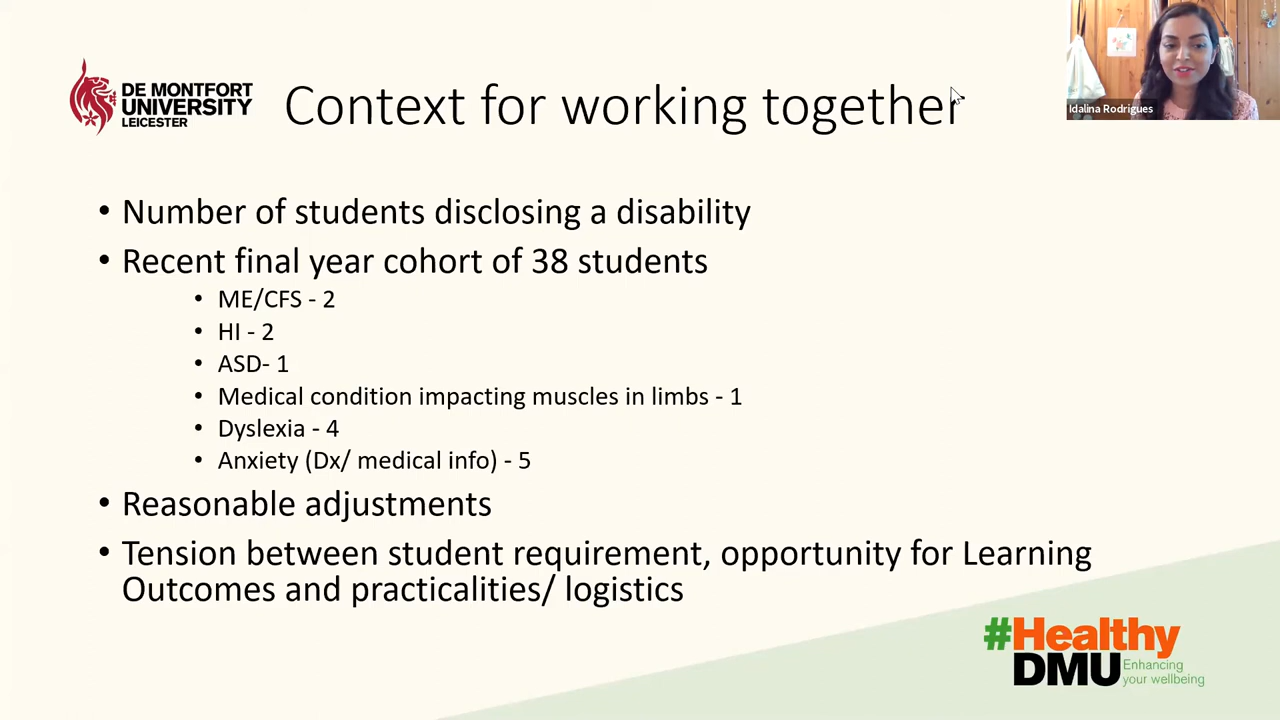 DE MONTFORT
UNIVERSITY
LEICESTER
Context for working together
Idalina Rodrigues
• Number of students disclosing a disability
• Recent final year cohort of 38 students
• ME/CFS - 2
• HI - 2
• ASD- 1
• Medical condition impacting muscles in limbs - 1
• Dyslexia - 4
• Anxiety (Dx/ medical info) - 5
• Reasonable adjustments
• Tension between student requirement, opportunity for Learning
Outcomes and practicalities/ logistics
#Healthy
DMU
Enhancing
your wellbeing